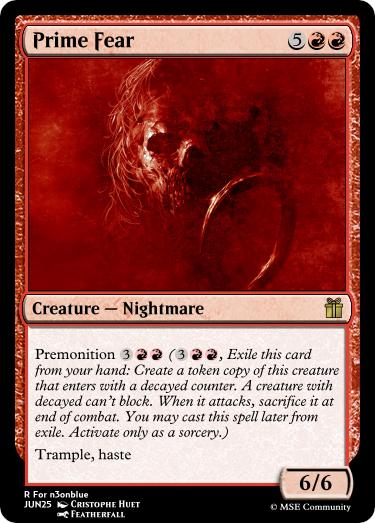 Prime Fear 5
Creature — Nightmare
Premonition 3 (3, Exile this card
from your hand: Create a token copy of this creature
that enters with a decayed counter. A creature with
decayed can't block. When it attacks, sacrifice it at
end of combat. You may cast this spell later from
exile. Activate only as a sorcery.)
Trample, haste
6/6
R For n3onblue
JUN25 Cristophe Huet
Featherfall
© MSE Community